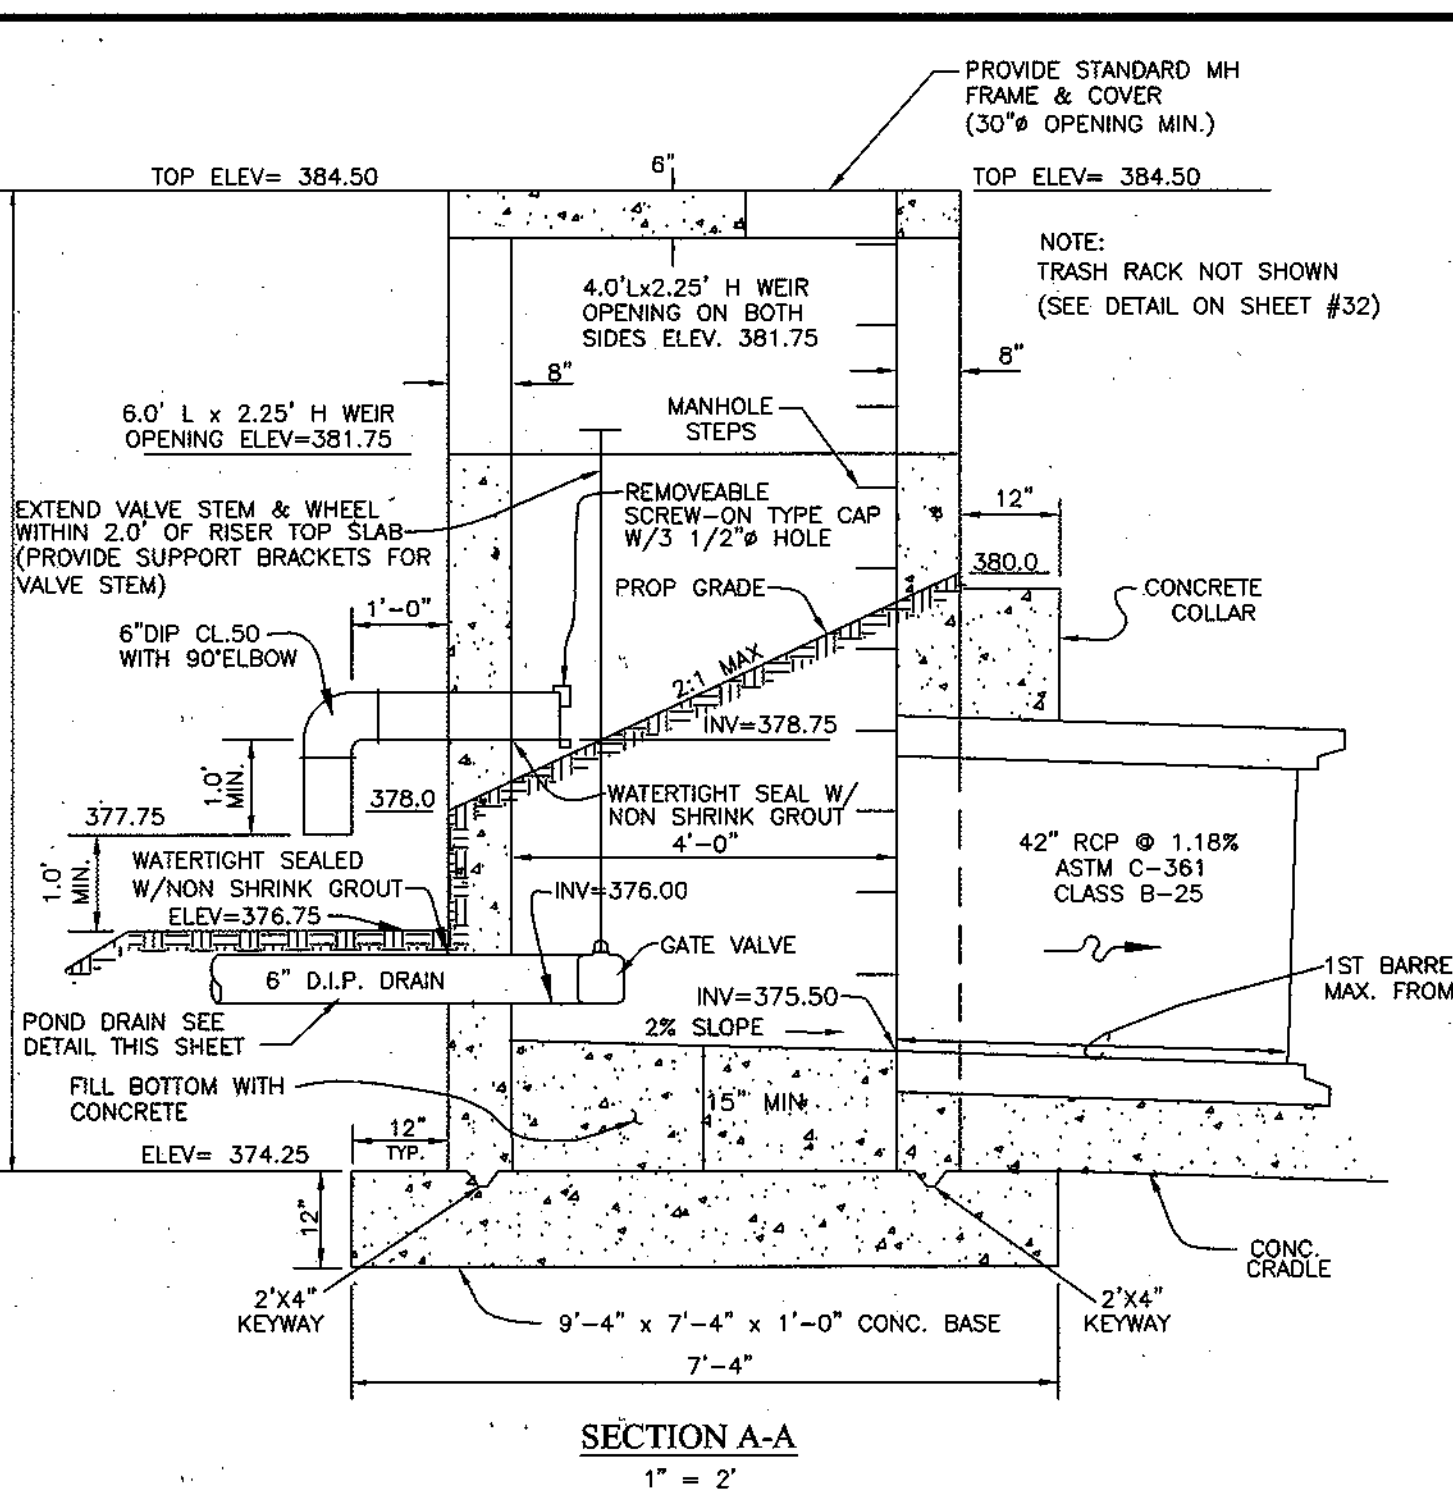 PROVIDE STANDARD MH
FRAME & COVER
(30"ø OPENING MIN.)
TOP ELEV= 384.50
6"
TOP ELEV= 384.50
NOTE:
TRASH RACK NOT SHOWN
(SEE DETAIL ON SHEET #32)
4.0'Lx2.25' H WEIR
OPENING ON BOTH
SIDES ELEV. 381.75
8"
8"
6.0' L x 2.25' H WEIR
OPENING ELEV=381.75
MANHOLE
STEPS
EXTEND VALVE STEM & WHEEL
WITHIN 2.0' OF RISER TOP SLAB
(PROVIDE SUPPORT BRACKETS FOR
VALVE STEM)
REMOVEABLE
SCREW-ON TYPE CAP
W/3 1/2"ø HOLE
12"
380.0
PROP GRADE
CONCRETE
COLLAR
1'-0"
6"DIP CL.50
WITH 90°ELBOW
2:1 MAX
INV=378.75
1.0'
MIN.
378.0
377.75
WATERTIGHT SEAL W/
NON SHRINK GROUT
4'-0"
42" RCP @ 1.18%
ASTM C-361
CLASS B-25
1.0'
MIN.
WATERTIGHT SEALED
W/NON SHRINK GROUT
ELEV=376.75
INV=376.00
GATE VALVE
6" D.I.P. DRAIN
1ST BARRE
MAX. FROM
INV=375.50
2% SLOPE
POND DRAIN SEE
DETAIL THIS SHEET
FILL BOTTOM WITH
CONCRETE
15" MIN.
12"
TYP.
ELEV= 374.25
12"
CONC.
CRADLE
2'X4"
KEYWAY
9'-4" x 7'-4" x 1'-0" CONC. BASE
2'X4"
KEYWAY
7'-4"
SECTION A-A
1" = 2'